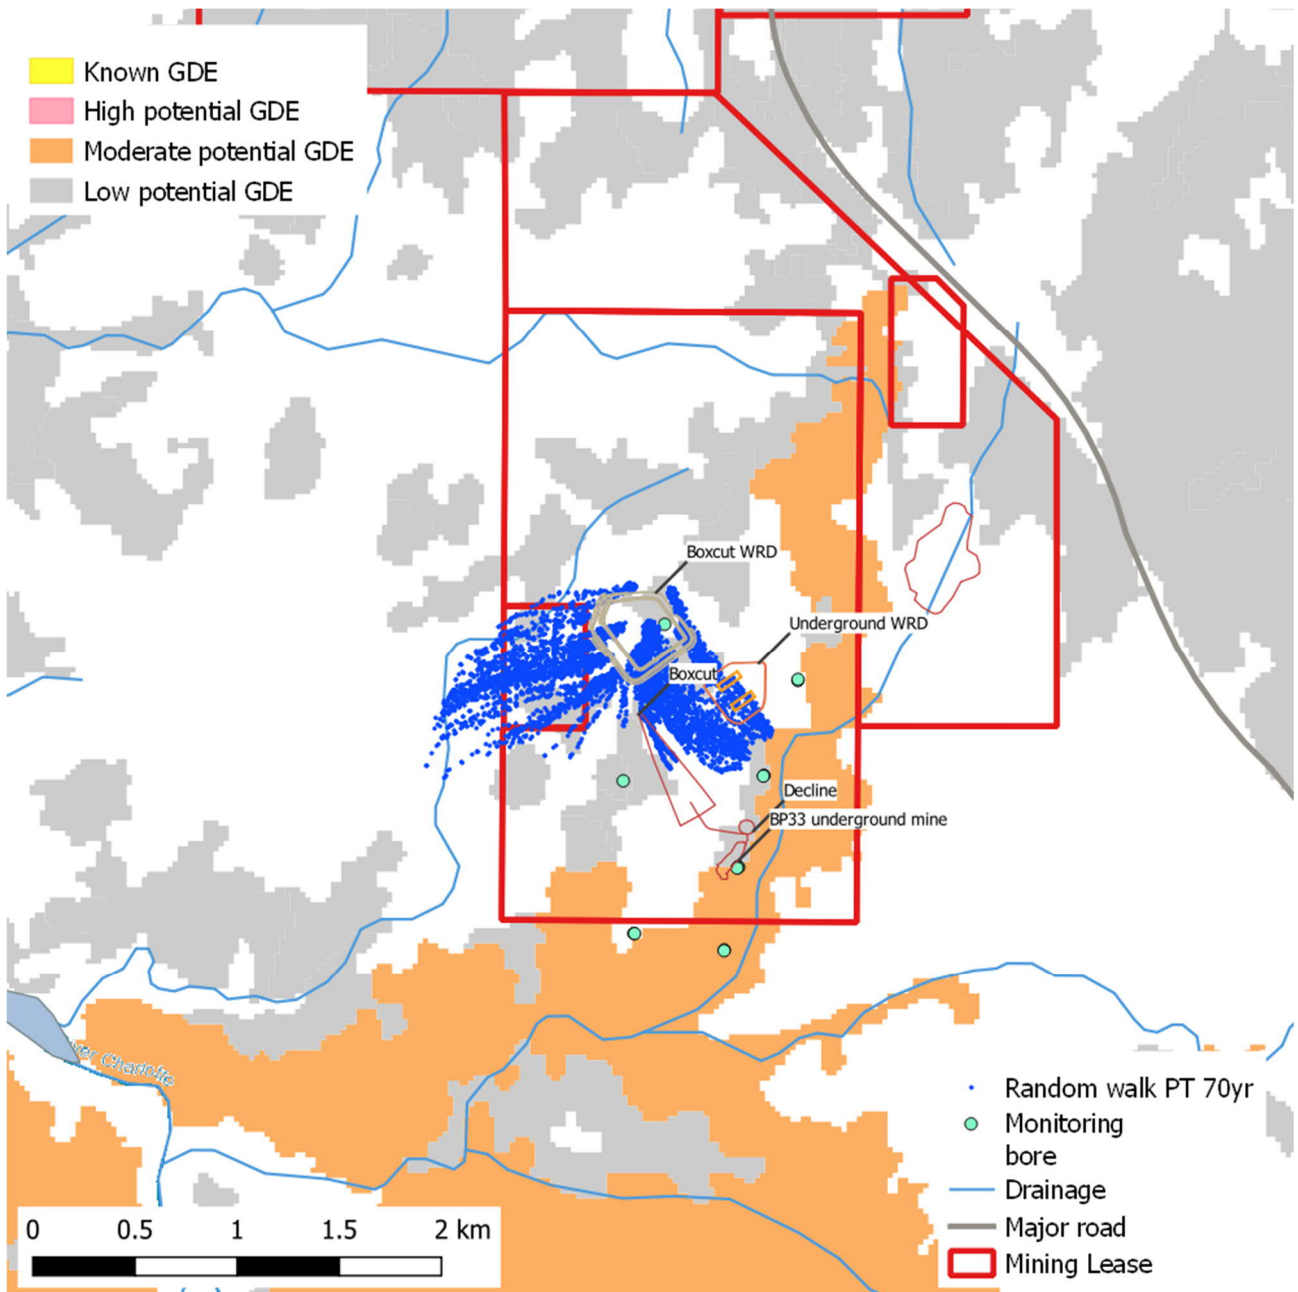 Known GDE
High potential GDE
Moderate potential GDE
Low potential GDE
Boxcut WRD
Underground WRD
Boxcut
Decline
BP33 underground mine
Charlotte
Random walk PT 70yr
Monitoring
bore
Drainage
Major road
Mining Lease
0 0.5 1 1.5 2 km